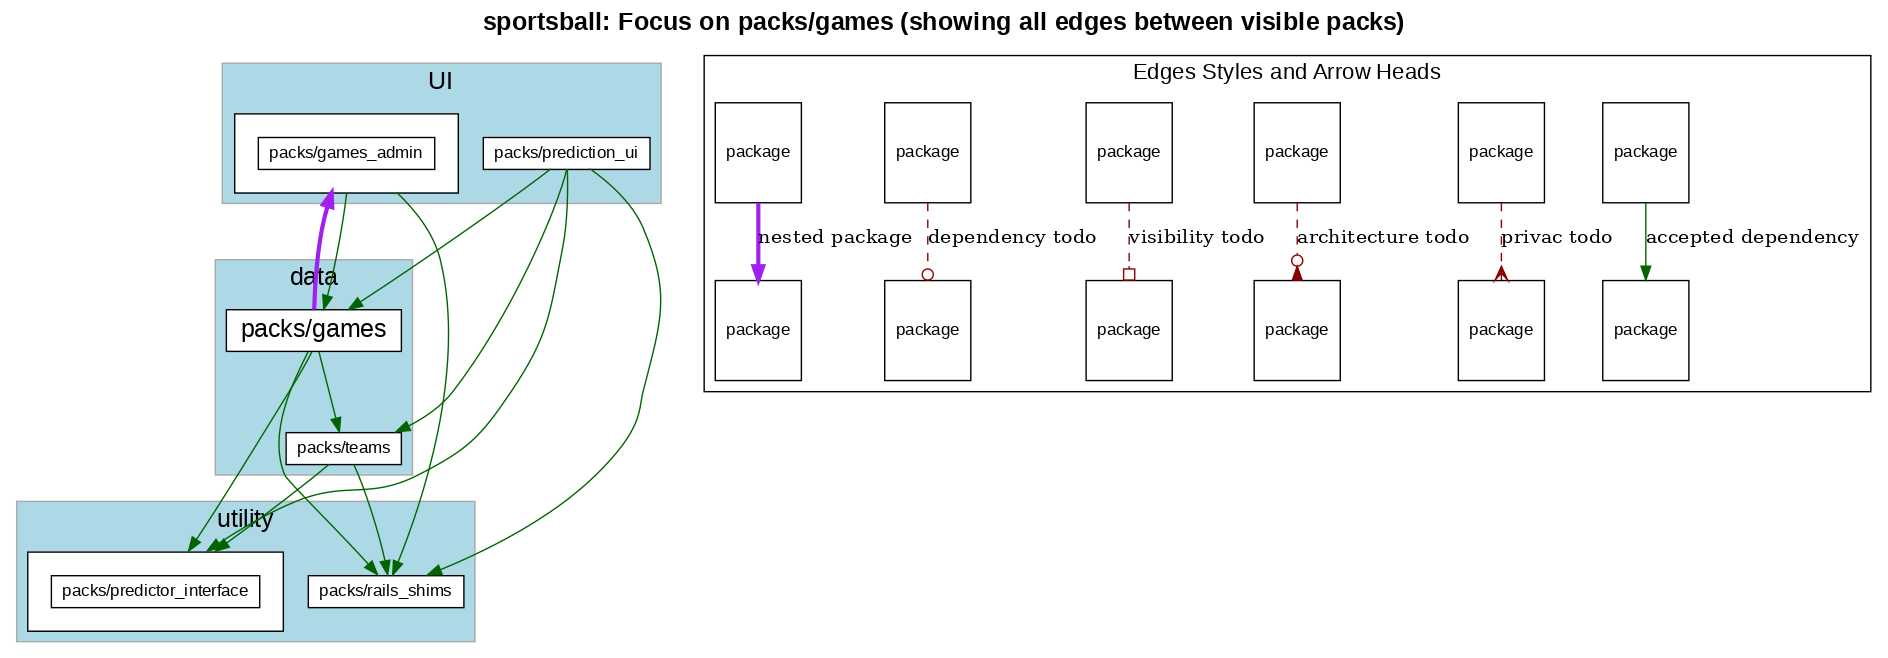 sportsball: Focus on packs/games (showing all edges between visible packs)
UI
packs/games_admin
packs/prediction_ui
data
packs/games
packs/teams
utility
packs/predictor_interface
packs/rails_shims
Edges Styles and Arrow Heads
package
package
package
package
package
package
nested package
dependency todo
visibility todo
architecture todo
privac todo
accepted dependency
package
package
package
package
package
package